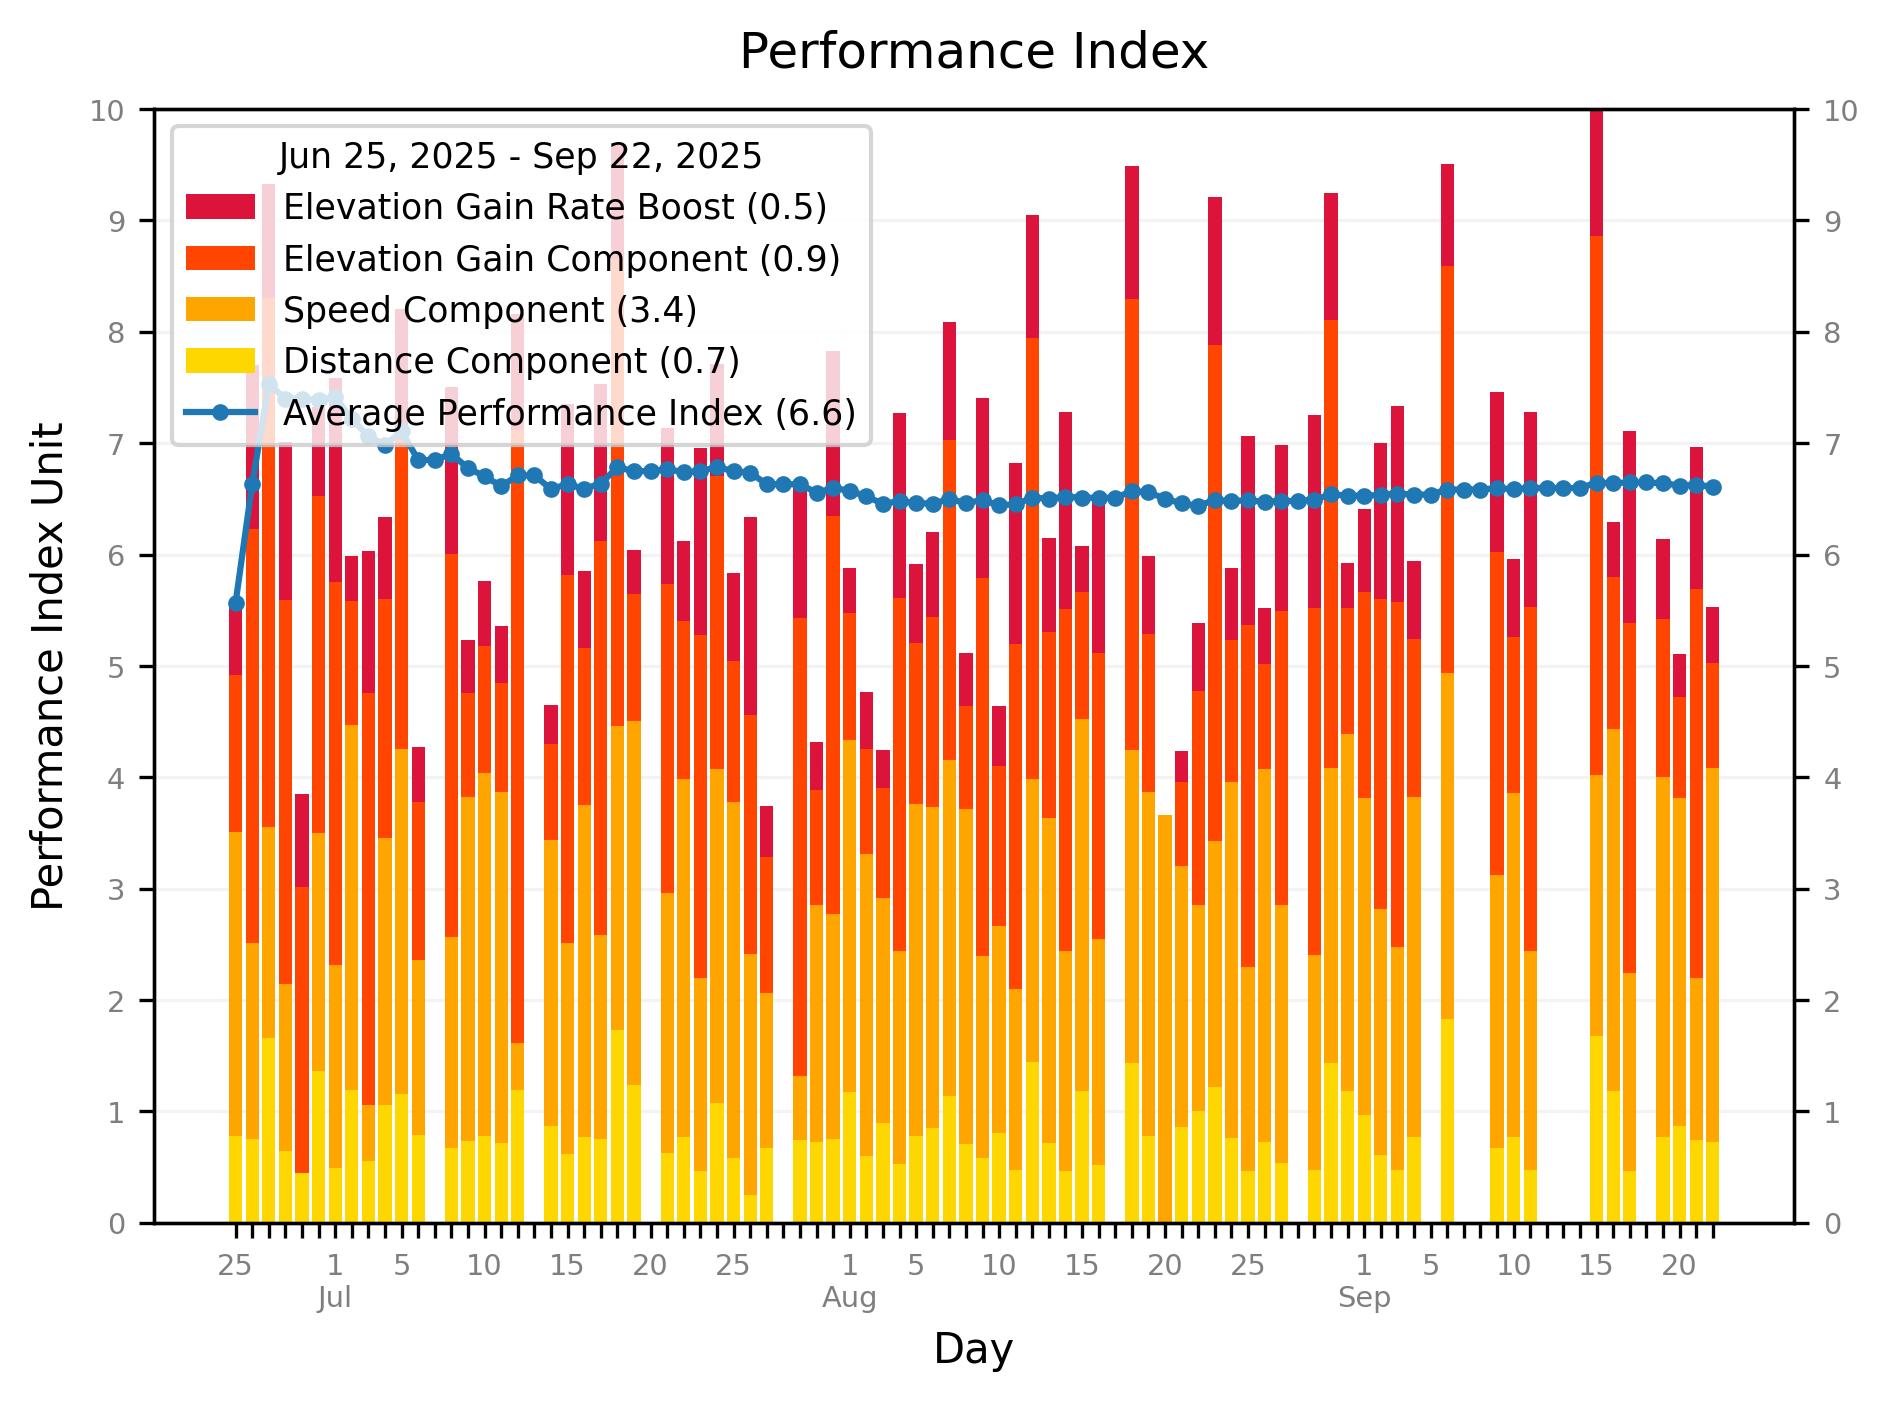 Performance Index
Jun 25, 2025 - Sep 22, 2025
Elevation Gain Rate Boost (0.5)
Elevation Gain Component (0.9)
Speed Component (3.4)
Distance Component (0.7)
Average Performance Index (6.6)
Performance Index Unit
10
9
8
7
6
5
4
3
2
1
0
10
9
8
7
6
5
4
3
2
1
0
25 1 5 10 15 20 25 1 5 10 15 20 25 1 5 10 15 20
Jul Aug Sep
Day